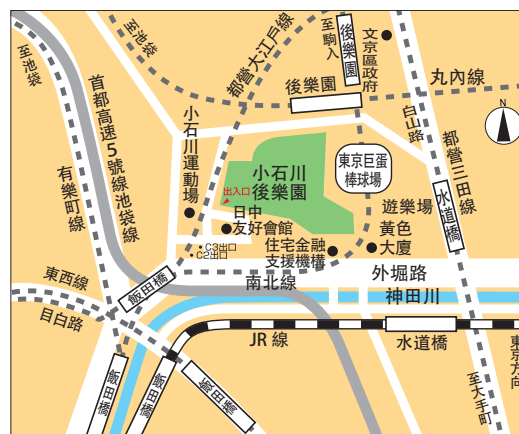 至池袋
至池袋
都營大江戶線
至駒入
後樂園
文京區政府
丸內線
首都高速5號線池袋線
後樂園
白山路
N
小石川運動場
小石川
後樂園
東京巨蛋
棒球場
都營三田線
有樂町線
出入口
水道橋
日中
友好會館
遊樂場
黃色
大廈
C3出口
C2出口
住宅金融
支援機構
東西線
飯田橋
南北線
外堀路
神田川
目白路
JR線
水道橋
東京方向
飯田橋
飯田橋
飯田橋
至大手町